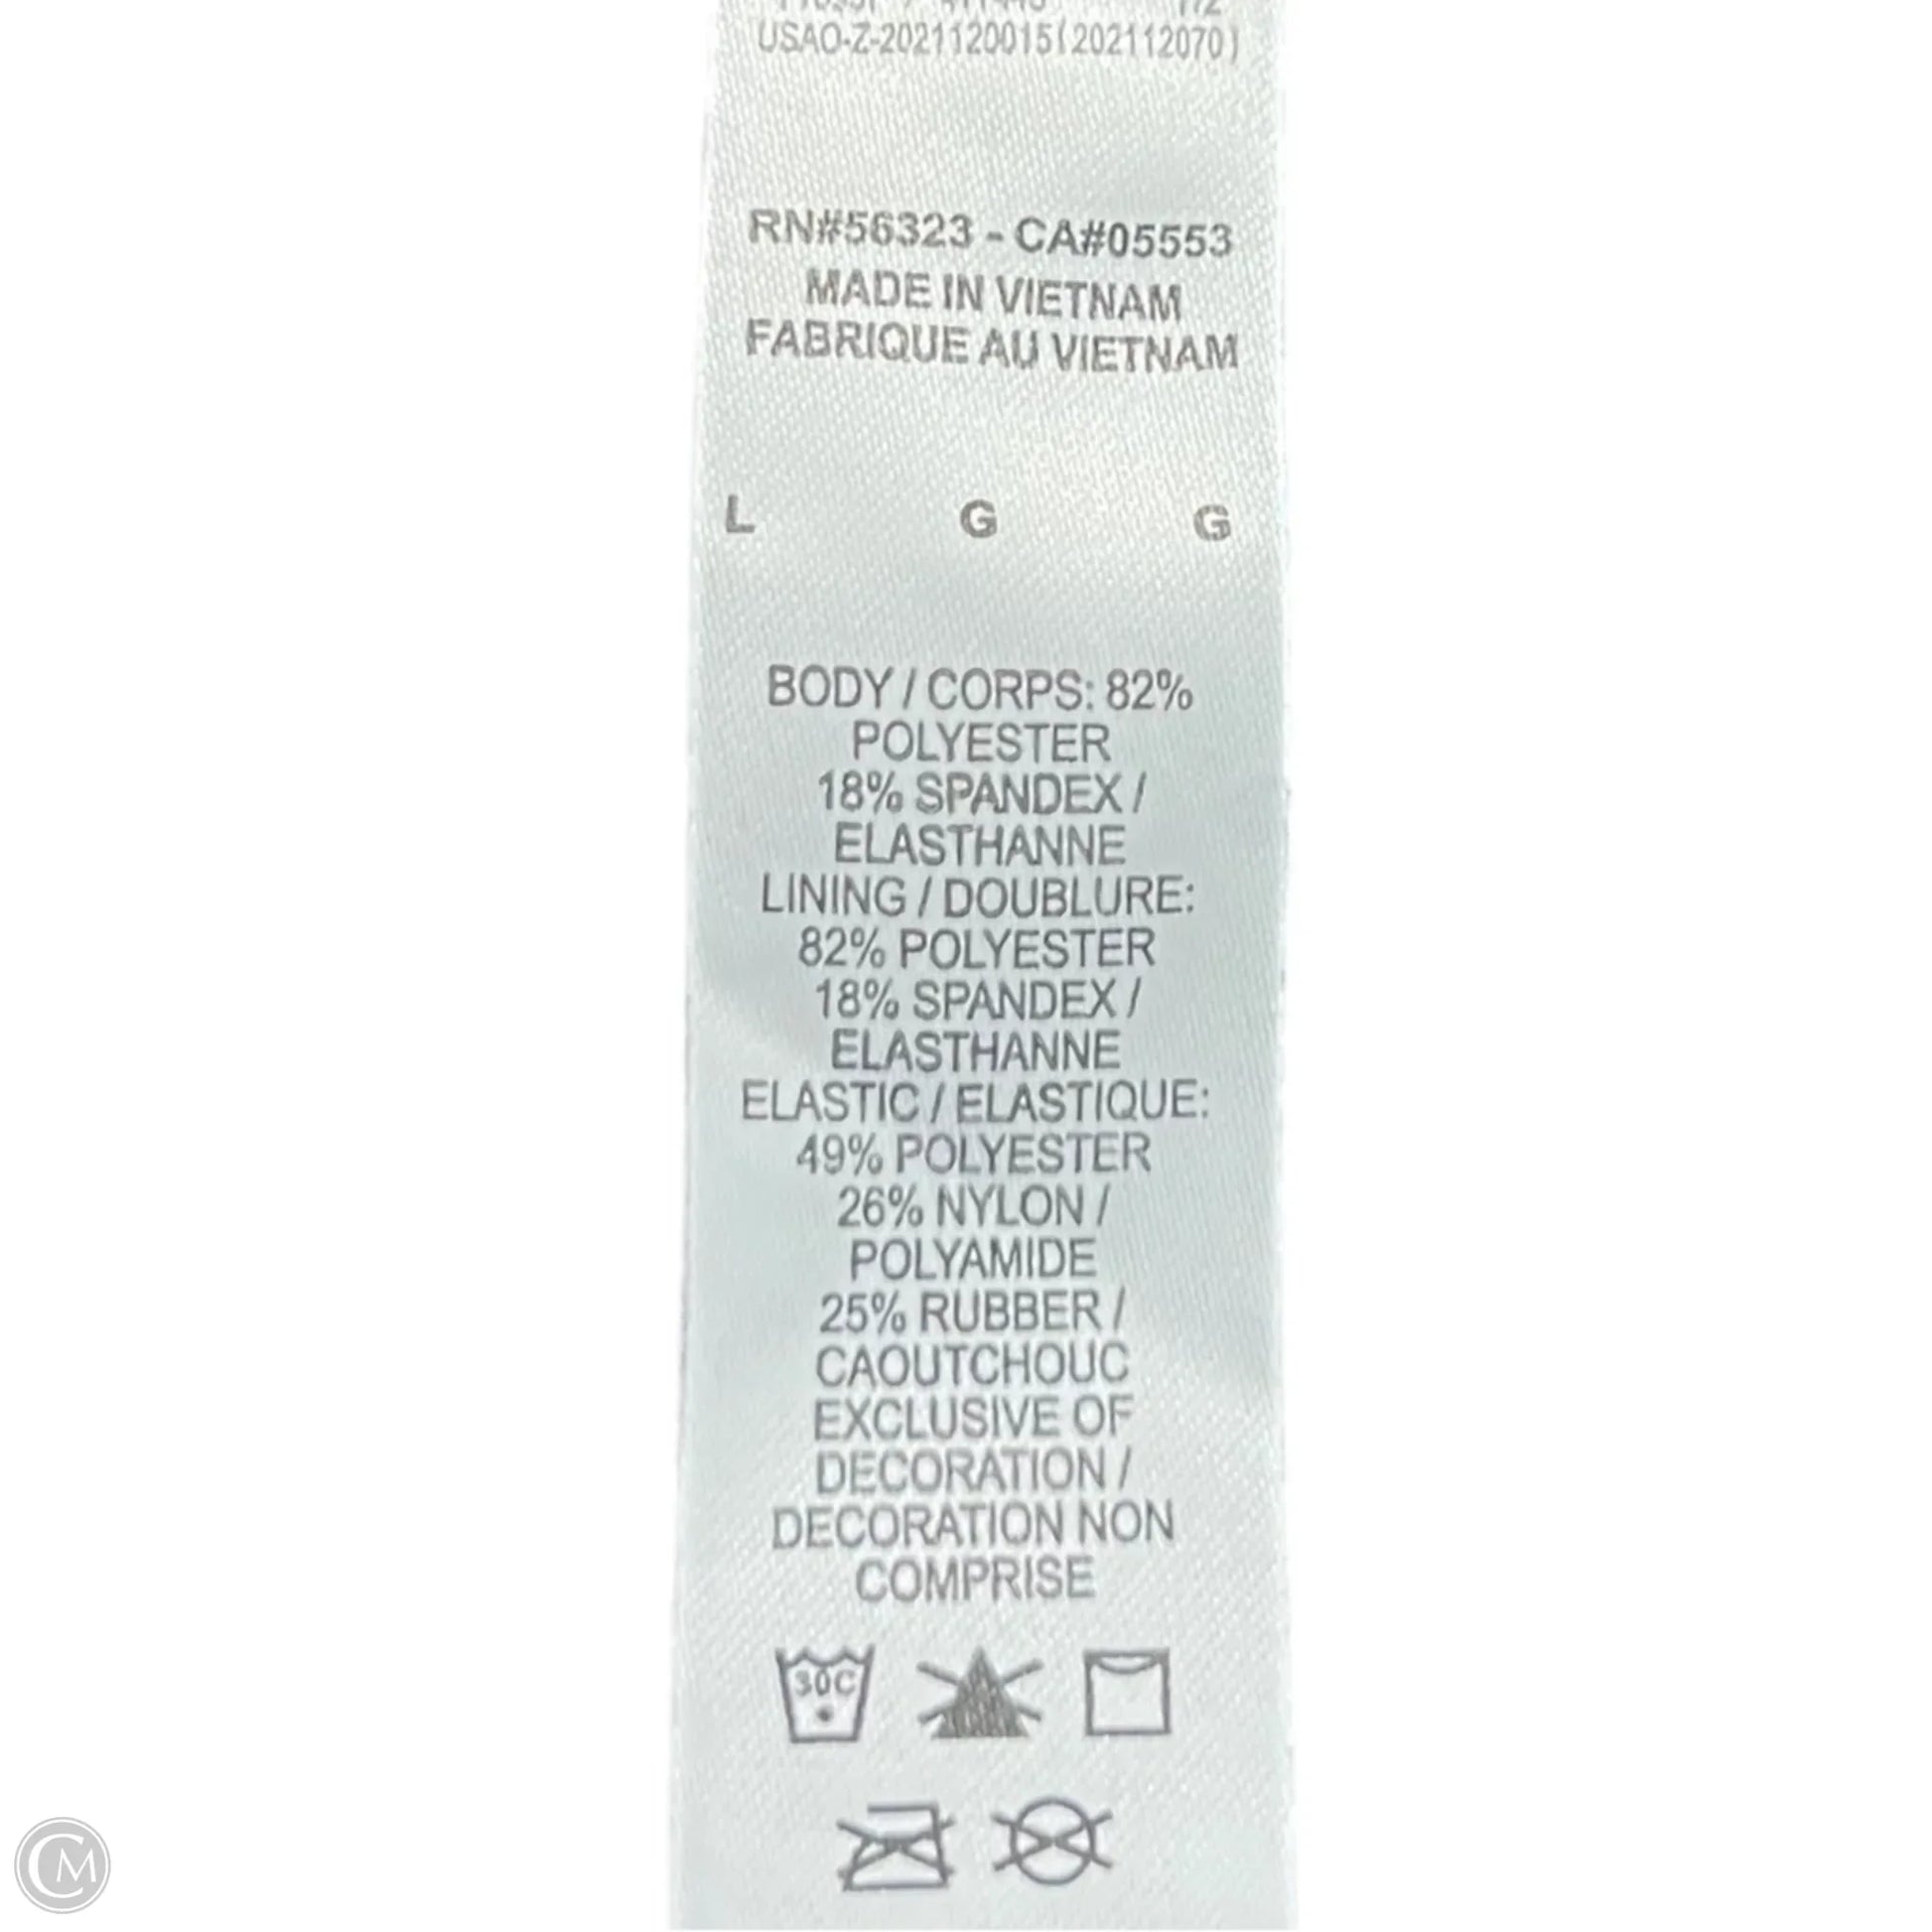 USAO-Z-2021120015(202112070)
RN#56323 - CA#05553
MADE IN VIETNAM
FABRIQUE AU VIETNAM
L G G
BODY / CORPS: 82%
POLYESTER
18% SPANDEX /
ELASTHANNE
LINING / DOUBLURE:
82% POLYESTER
18% SPANDEX /
ELASTHANNE
ELASTIC / ELASTIQUE:
49% POLYESTER
26% NYLON /
POLYAMIDE
25% RUBBER /
CAOUTCHOUC
EXCLUSIVE OF
DECORATION /
DECORATION NON
COMPRISE
30C
CM